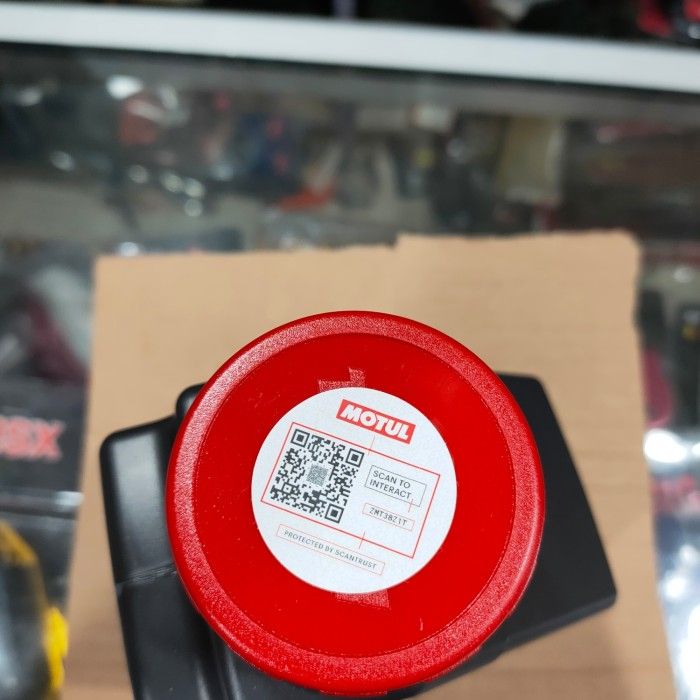 MOTUL
SCAN TO
INTERACT
ZMT38Z1T
PROTECTED BY SCANTRUST